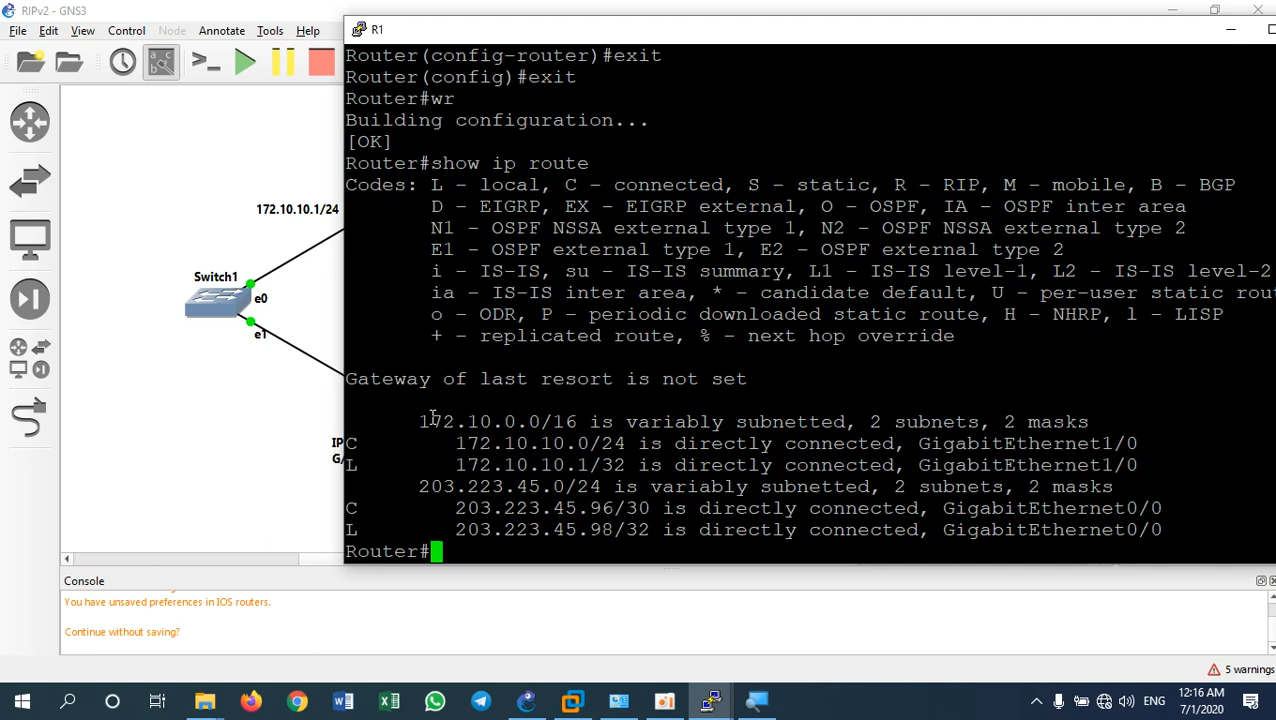 RIPv2 - GNS3
File Edit View Control Node Annotate Tools Help
R1
Router(config-router)#exit
Router(config)#exit
Router#wr
Building configuration...
[OK]
Router#show ip route
Codes: L - local, C - connected, S - static, R - RIP, M - mobile, B - BGP
D - EIGRP, EX - EIGRP external, O - OSPF, IA - OSPF inter area
N1 - OSPF NSSA external type 1, N2 - OSPF NSSA external type 2
E1 - OSPF external type 1, E2 - OSPF external type 2
i - IS-IS, su - IS-IS summary, L1 - IS-IS level-1, L2 - IS-IS level-2
ia - IS-IS inter area, * - candidate default, U - per-user static rout
o - ODR, P - periodic downloaded static route, H - NHRP, l - LISP
+ - replicated route, % - next hop override
Gateway of last resort is not set
172.10.0.0/16 is variably subnetted, 2 subnets, 2 masks
C 172.10.10.0/24 is directly connected, GigabitEthernet1/0
L 172.10.10.1/32 is directly connected, GigabitEthernet1/0
203.223.45.0/24 is variably subnetted, 2 subnets, 2 masks
C 203.223.45.96/30 is directly connected, GigabitEthernet0/0
L 203.223.45.98/32 is directly connected, GigabitEthernet0/0
Router#
172.10.10.1/24
Switch1
e0
e1
IP
G/
Console
You have unsaved preferences in IOS routers.
Continue without saving?
5 warnings
ENG
12:16 AM
7/1/2020